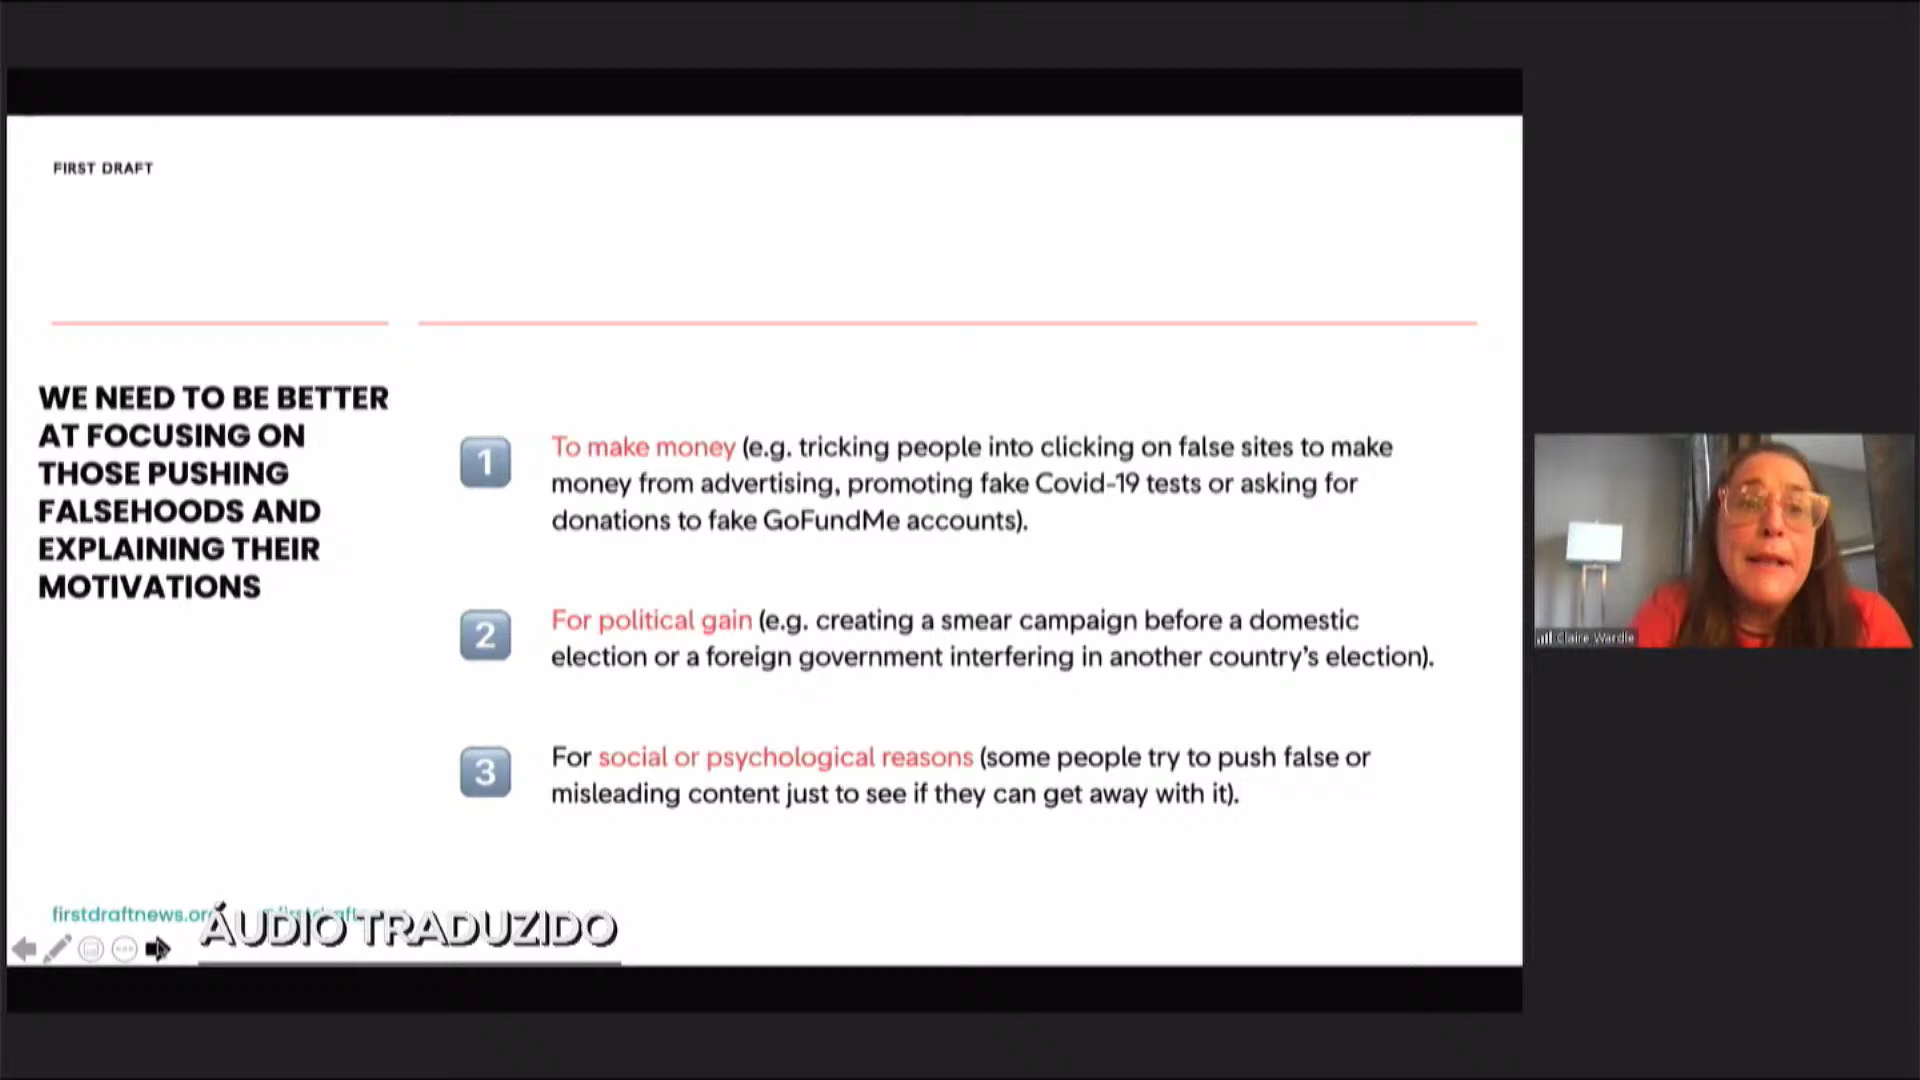 FIRST DRAFT
WE NEED TO BE BETTER
AT FOCUSING ON
THOSE PUSHING
FALSEHOODS AND
EXPLAINING THEIR
MOTIVATIONS
1
To make money (e.g. tricking people into clicking on false sites to make
money from advertising, promoting fake Covid-19 tests or asking for
donations to fake GoFundMe accounts).
2
For political gain (e.g. creating a smear campaign before a domestic
election or a foreign government interfering in another country's election).
3
For social or psychological reasons (some people try to push false or
misleading content just to see if they can get away with it).
Claire Wardle
firstdraftnews.org
ÁUDIO TRADUZIDO